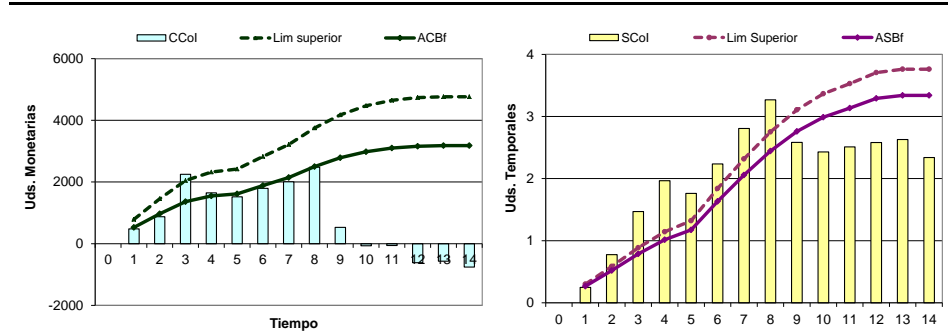 CCoI Lim superior ACBf
6000
4000
2000
0
-2000
Uds. Monetarias
0 1 2 3 4 5 6 7 8 9 10 11 12 13 14
Tiempo
SCoI Lim Superior ASBf
4
3
2
1
0
Uds. Temporales
0 1 2 3 4 5 6 7 8 9 10 11 12 13 14